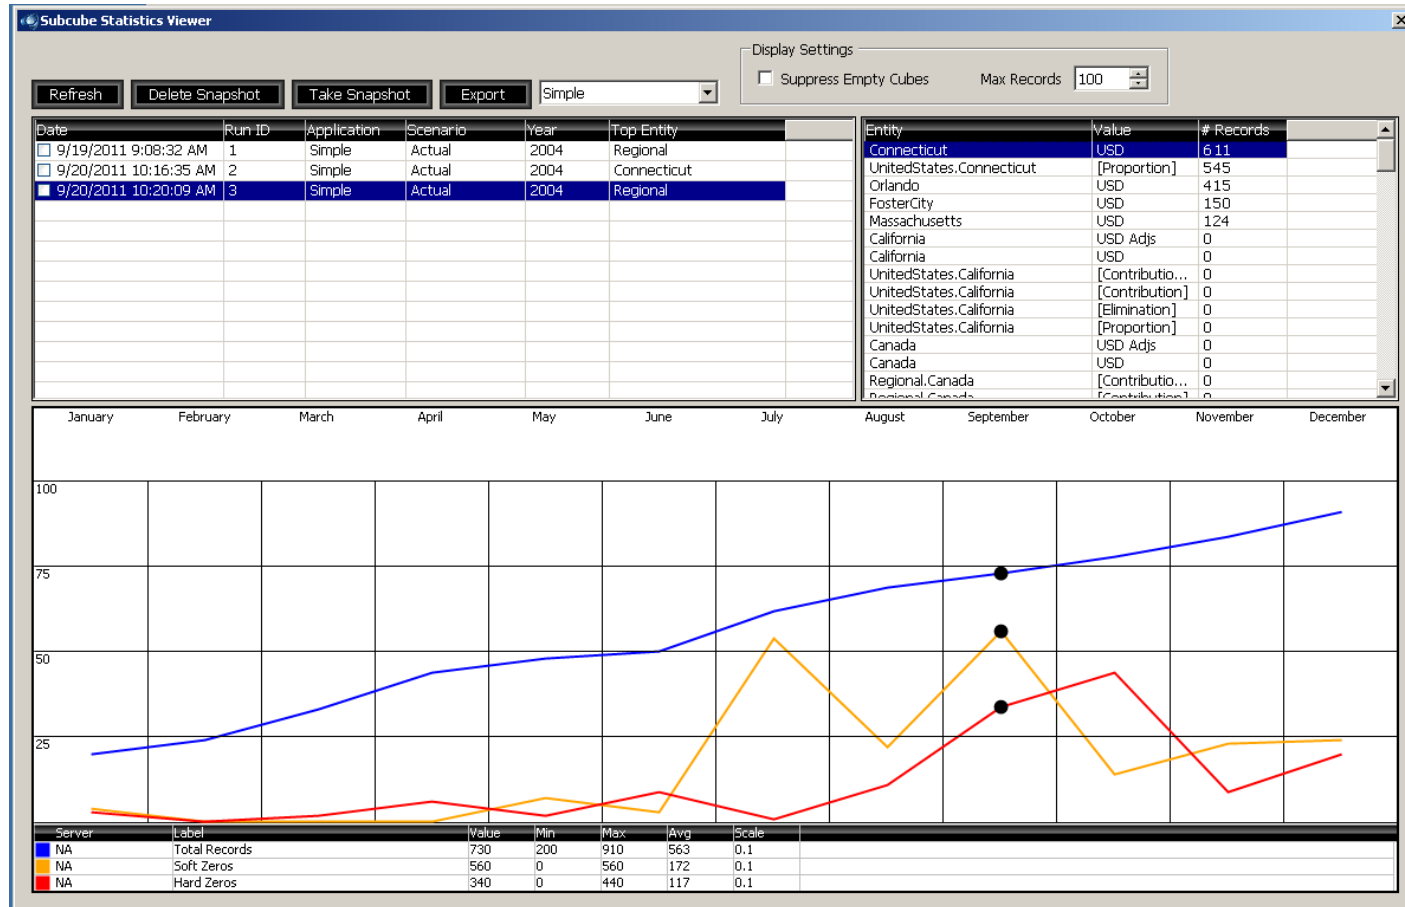 Subcube Statistics Viewer
Display Settings
Suppress Empty Cubes Max Records 100
Refresh Delete Snapshot Take Snapshot Export Simple
Date Run ID Application Scenario Year Top Entity
9/19/2011 9:08:32 AM 1 Simple Actual 2004 Regional
9/20/2011 10:16:35 AM 2 Simple Actual 2004 Connecticut
9/20/2011 10:20:09 AM 3 Simple Actual 2004 Regional
Entity Value # Records
Connecticut USD 611
UnitedStates.Connecticut [Proportion] 545
Orlando USD 415
FosterCity USD 150
Massachusetts USD 124
California USD Adjs 0
California USD 0
UnitedStates.California [Contributio... 0
UnitedStates.California [Contribution] 0
UnitedStates.California [Elimination] 0
UnitedStates.California [Proportion] 0
Canada USD Adjs 0
Canada USD 0
Regional.Canada [Contributio... 0
Regional.Canada [Contribution] 0
January February March April May June July August September October November December
100
75
50
25
Server Label Value Min Max Avg Scale
NA Total Records 730 200 910 563 0.1
NA Soft Zeros 560 0 560 172 0.1
NA Hard Zeros 340 0 440 117 0.1